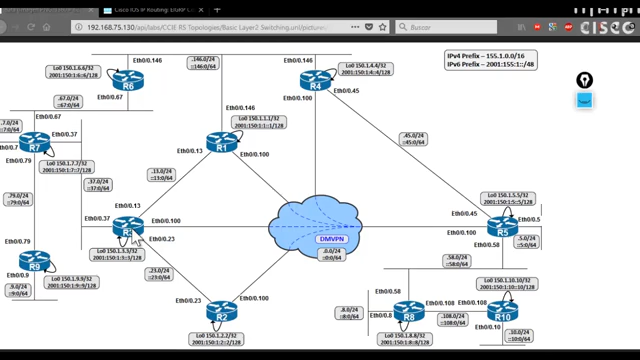 Cisco IOS IP Routing: EIGRP C
192.168.75.130/api/labs/CCIE RS Topologies/Basic Layer2-Switching.unl/picture
CISCO
IPv4 Prefix – 155.1.0.0/16
IPv6 Prefix – 2001:155:1::/48
Lo0 150.1.6.6/32
2001:150:1:6::6/128
Eth0/0.146
R6
Eth0/0.67
.67.0/24
::67:0/64
.146.0/24
::146:0/64
Eth0/0.146
Lo0 150.1.1.1/32
2001:150:1:1::1/128
R1
Eth0/0.13
Eth0/0.100
Eth0/0.146
R4
Lo0 150.1.4.4/32
2001:150:1:4::4/128
Eth0/0.45
Eth0/0.100
.45.0/24
::45:0/64
.7.0/24
::7:0/64
Eth0/0.67
R7
Eth0/0.37
Eth0/0.79
Lo0 150.1.7.7/32
2001:150:1:7::7/128
.37.0/24
::37:0/64
.13.0/24
::13:0/64
.79.0/24
::79:0/64
Eth0/0.13
Eth0/0.37
Eth0/0.100
Eth0/0.23
Lo0 150.1.3.3/32
2001:150:1:3::3/128
Eth0/0.79
R9
Eth0/0.9
Lo0 150.1.9.9/32
2001:150:1:9::9/128
.9.0/24
::9:0/64
.23.0/24
::23:0/64
Eth0/0.23
Eth0/0.100
R2
Lo0 150.1.2.2/32
2001:150:1:2::2/128
DMVPN
.0.0/24
::0:0/64
Lo0 150.1.5.5/32
2001:150:1:5::5/128
Eth0/0.45
Eth0/0.100
Eth0/0.5
R5
.5.0/24
::5:0/64
Eth0/0.58
.58.0/24
::58:0/64
Eth0/0.58
.8.0/24
::8:0/64
Eth0/0.8
R8
Eth0/0.108
.108.0/24
::108:0/64
Lo0 150.1.8.8/32
2001:150:1:8::8/128
Eth0/0.108
Lo0 150.1.10.10/32
2001:150:1:10::10/128
R10
Eth0/0.10
.10.0/24
::10:0/64